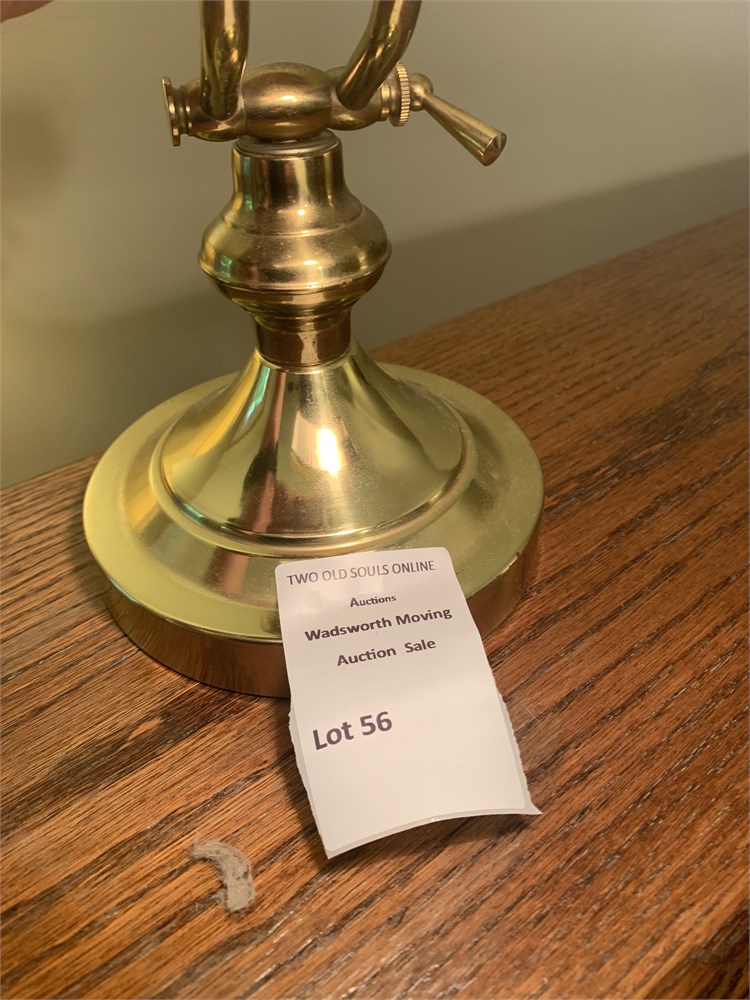 TWO OLD SOULS ONLINE
Auctions
Wadsworth Moving
Auction Sale
Lot 56